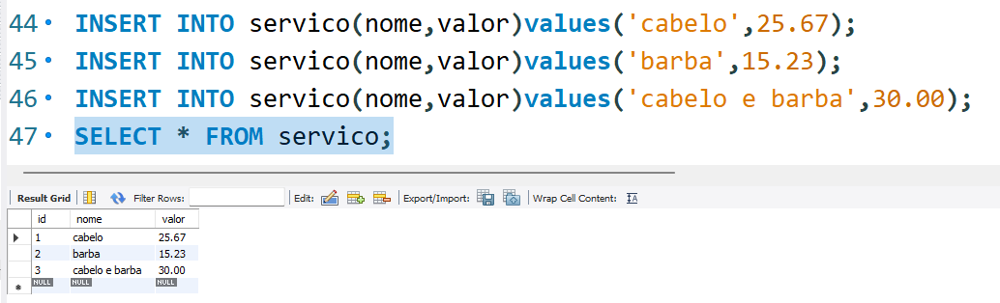 44 INSERT INTO servico(nome,valor)values('cabelo',25.67);
45 INSERT INTO servico(nome,valor)values('barba',15.23);
46 INSERT INTO servico(nome,valor)values('cabelo e barba',30.00);
47 SELECT * FROM servico;
Result Grid Filter Rows: Edit: Export/Import: Wrap Cell Content: IA
id nome valor
1 cabelo 25.67
2 barba 15.23
3 cabelo e barba 30.00
NULL NULL NULL